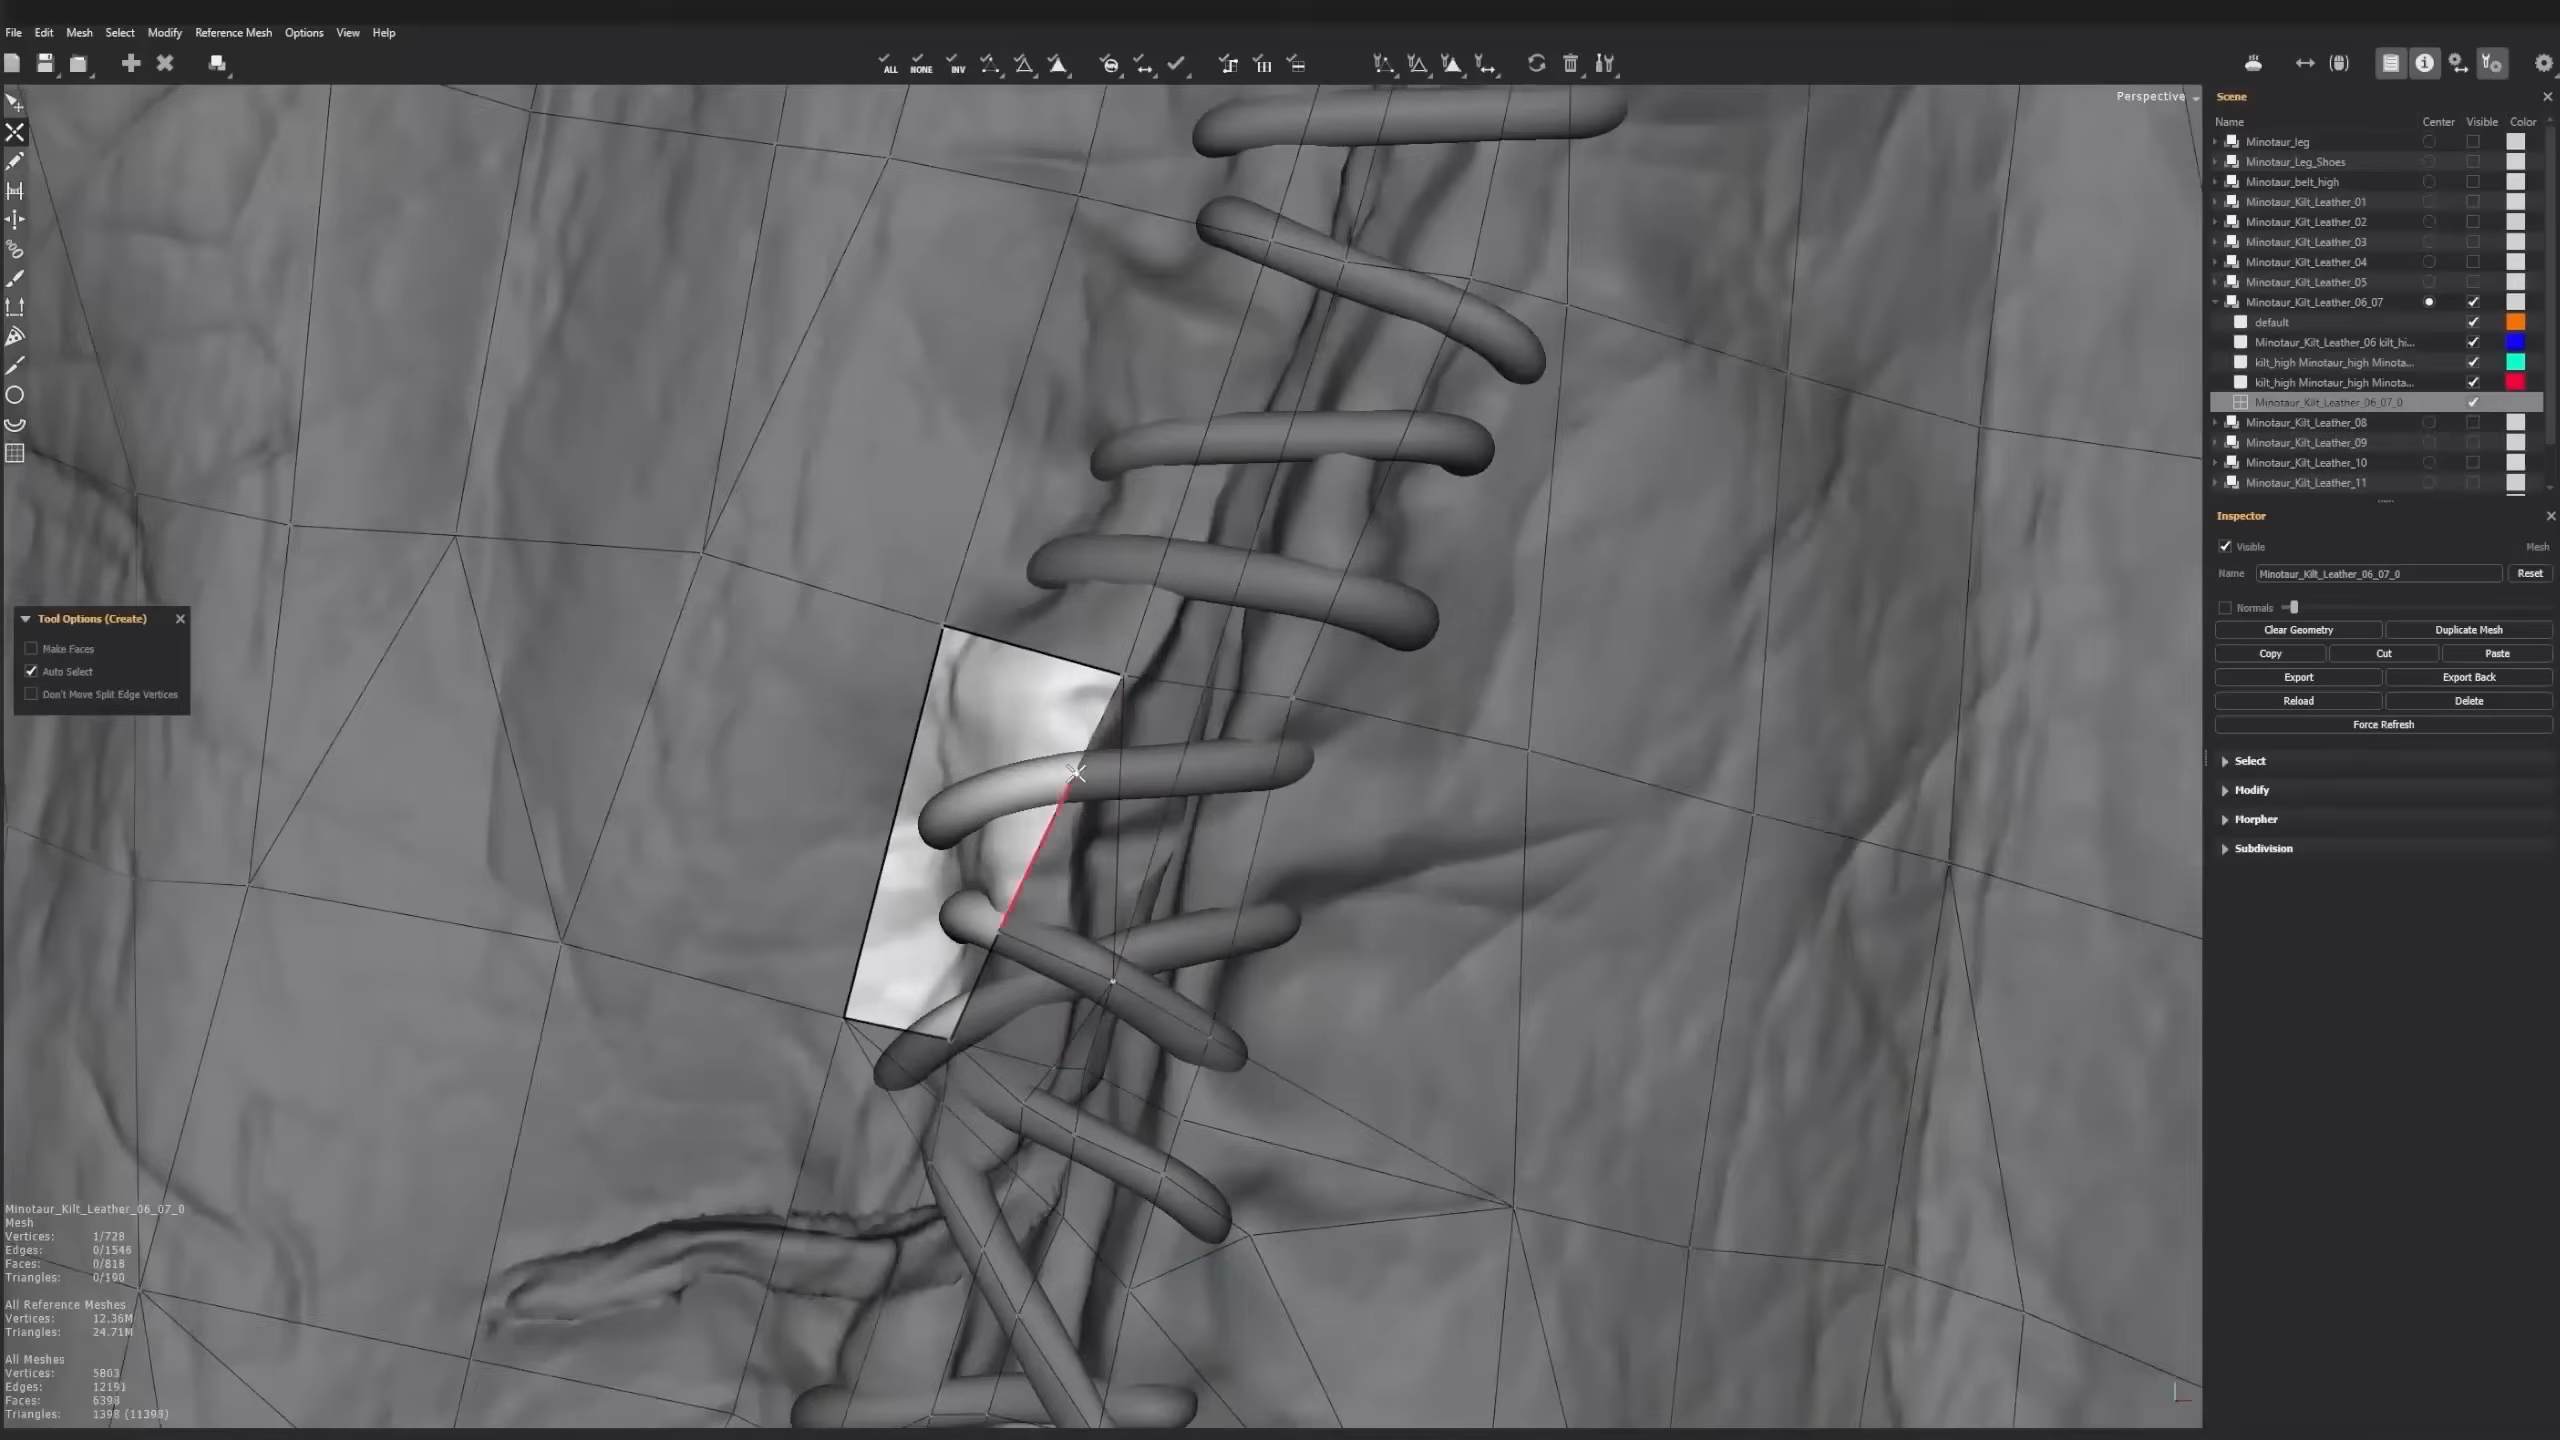 File Edit Mesh Select Modify Reference Mesh Options View Help
ALL NONE INV
Perspective
Scene
Name Center Visible Color
Minotaur_leg
Minotaur_Leg_Shoes
Minotaur_belt_high
Minotaur_Kilt_Leather_01
Minotaur_Kilt_Leather_02
Minotaur_Kilt_Leather_03
Minotaur_Kilt_Leather_04
Minotaur_Kilt_Leather_05
Minotaur_Kilt_Leather_06_07
default
Minotaur_Kilt_Leather_06 kilt_hi...
kilt_high Minotaur_high Minota...
kilt_high Minotaur_high Minota...
Minotaur_Kilt_Leather_06_07_0
Minotaur_Kilt_Leather_08
Minotaur_Kilt_Leather_09
Minotaur_Kilt_Leather_10
Minotaur_Kilt_Leather_11
Inspector
Visible Mesh
Name Minotaur_Kilt_Leather_06_07_0 Reset
Normals
Clear Geometry Duplicate Mesh
Copy Cut Paste
Export Export Back
Reload Delete
Force Refresh
Select
Modify
Morpher
Subdivision
Tool Options (Create)
Make Faces
Auto Select
Don't Move Split Edge Vertices
Minotaur_Kilt_Leather_06_07_0
Mesh
Vertices: 1/728
Edges: 0/1546
Faces: 0/818
Triangles: 0/190
All Reference Meshes
Vertices: 12.36M
Triangles: 24.71M
All Meshes
Vertices: 5803
Edges: 12191
Faces: 6398
Triangles: 1398 (11398)